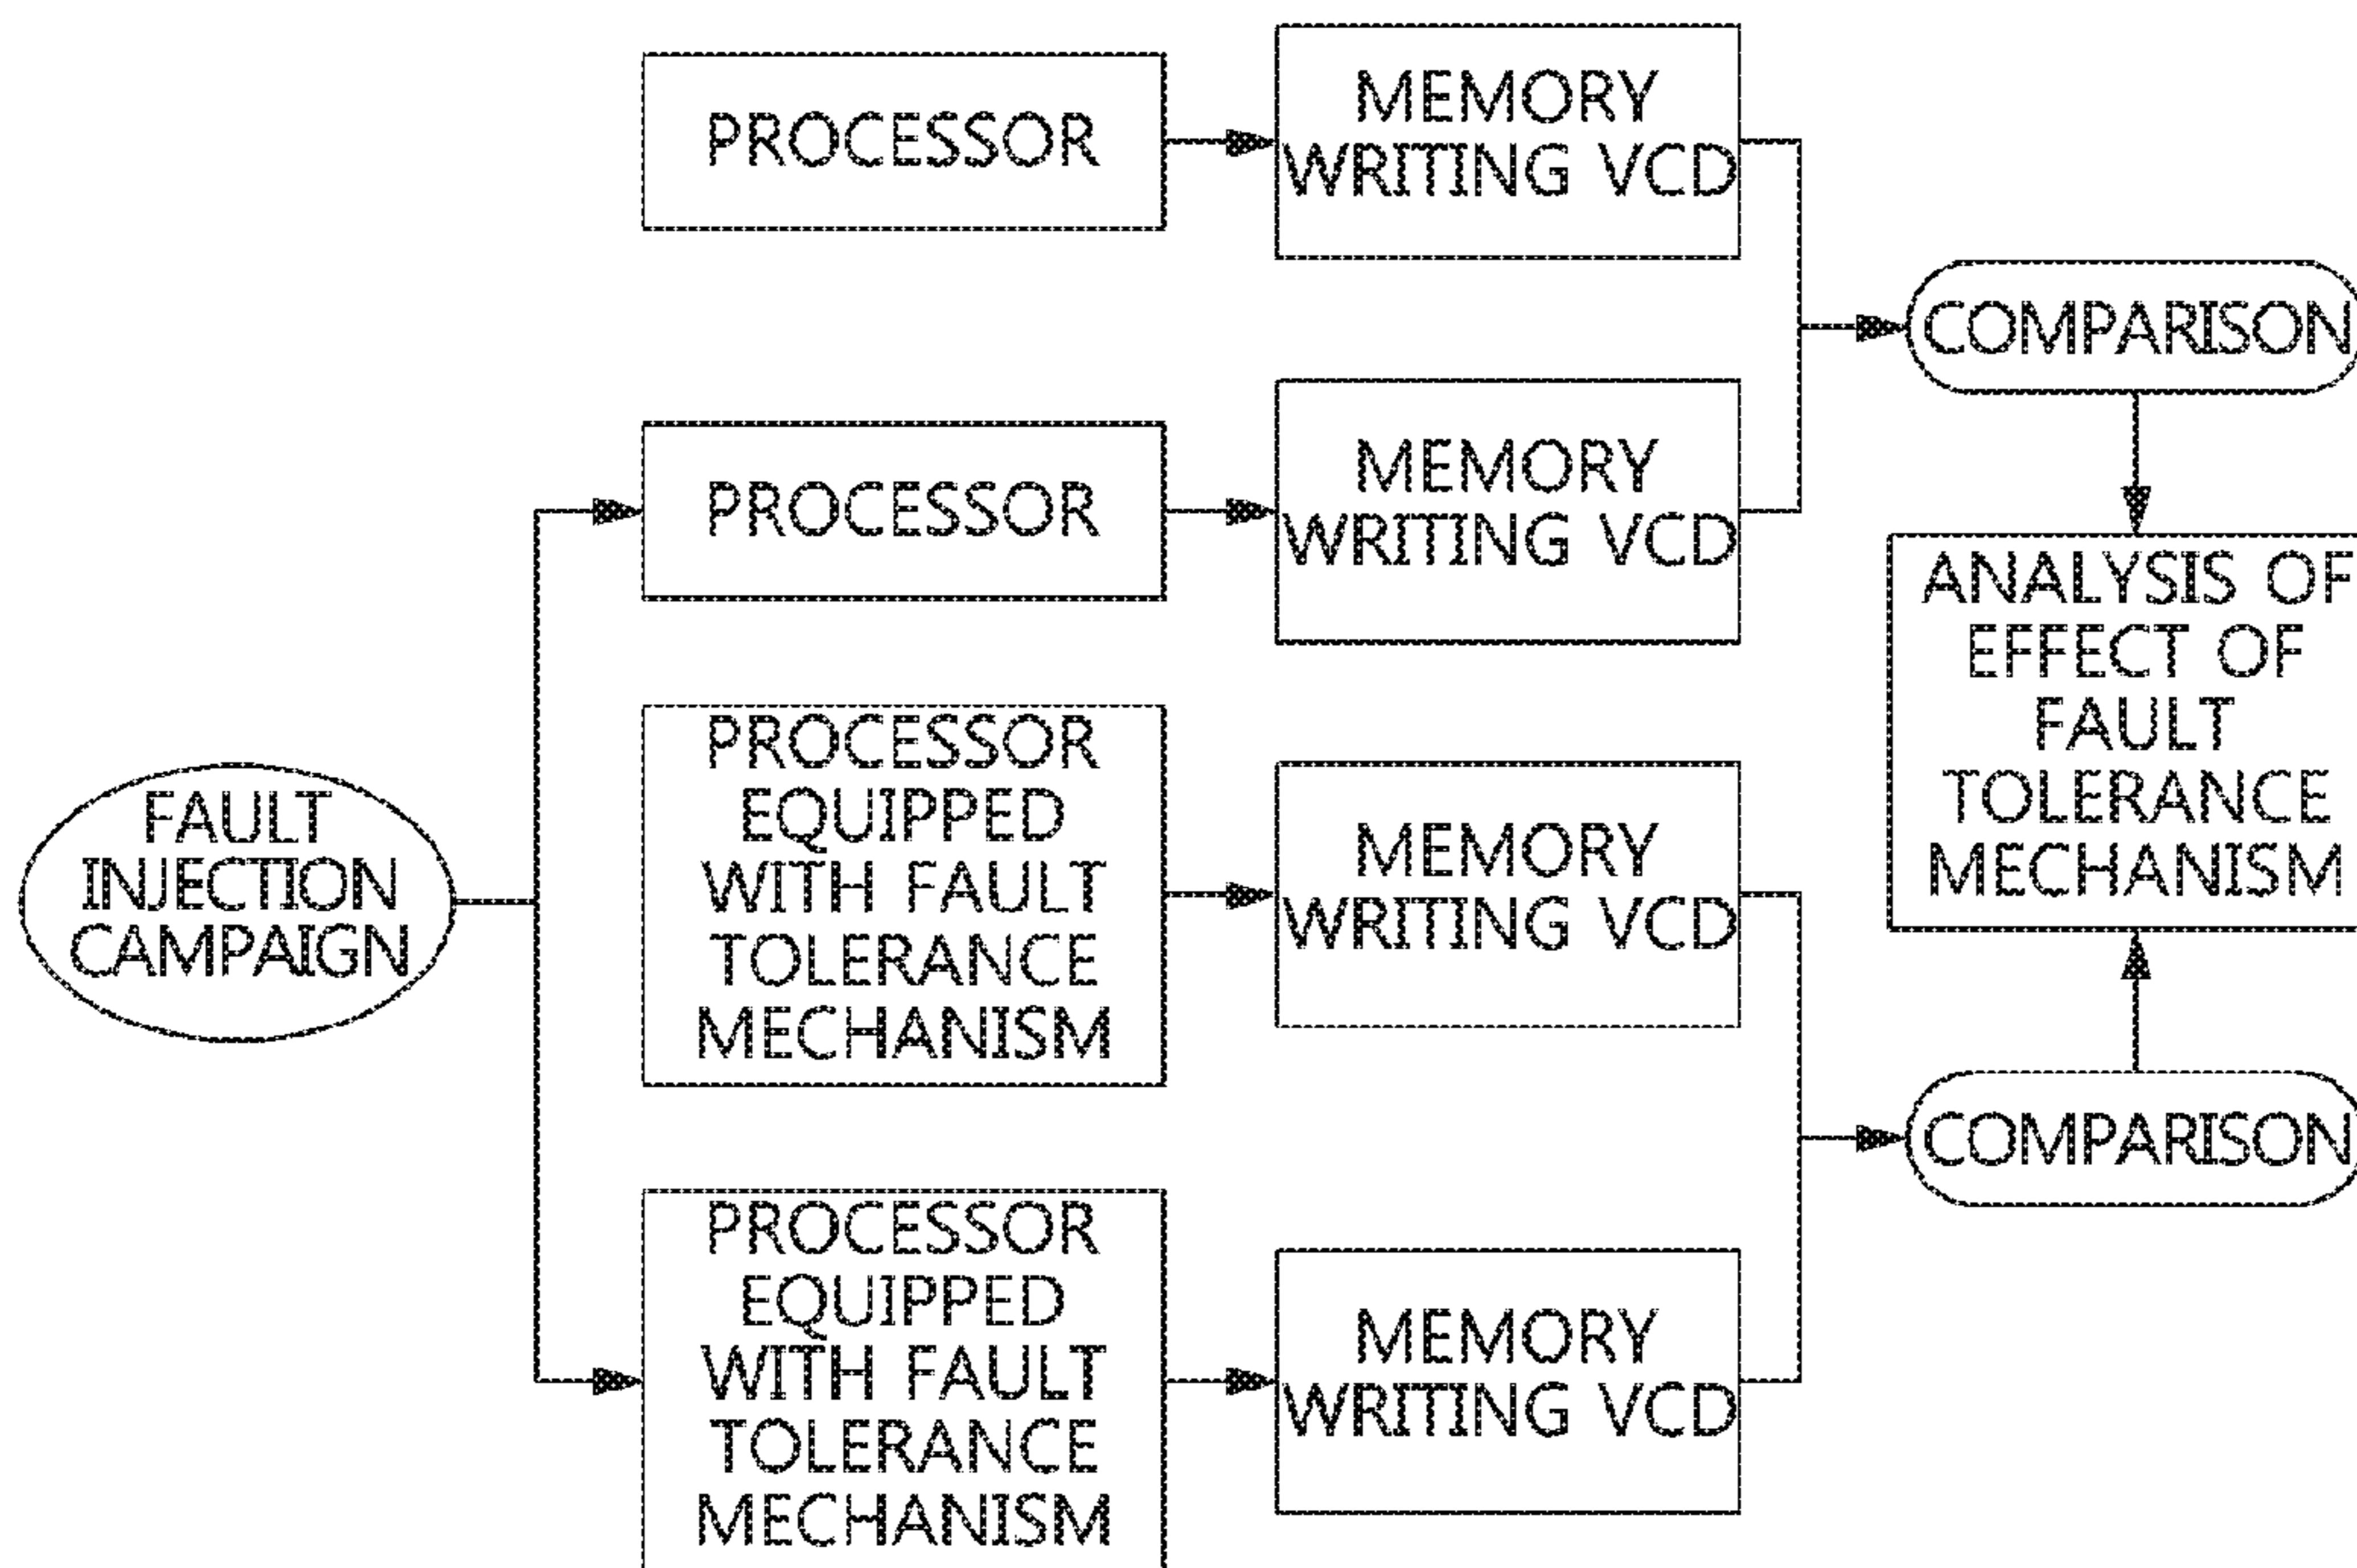 PROCESSOR
MEMORY
WRITING VCD
COMPARISON
PROCESSOR
MEMORY
WRITING VCD
ANALYSIS OF
EFFECT OF
FAULT
TOLERANCE
MECHANISM
FAULT
INJECTION
CAMPAIGN
PROCESSOR
EQUIPPED
WITH FAULT
TOLERANCE
MECHANISM
MEMORY
WRITING VCD
COMPARISON
PROCESSOR
EQUIPPED
WITH FAULT
TOLERANCE
MECHANISM
MEMORY
WRITING VCD